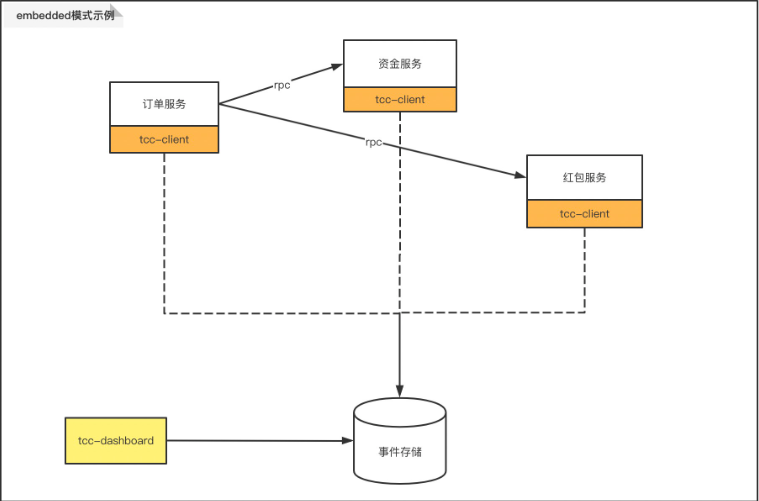 embedded模式示例
资金服务
tcc-client
rpc
订单服务
tcc-client
rpc
红包服务
tcc-client
tcc-dashboard
事件存储